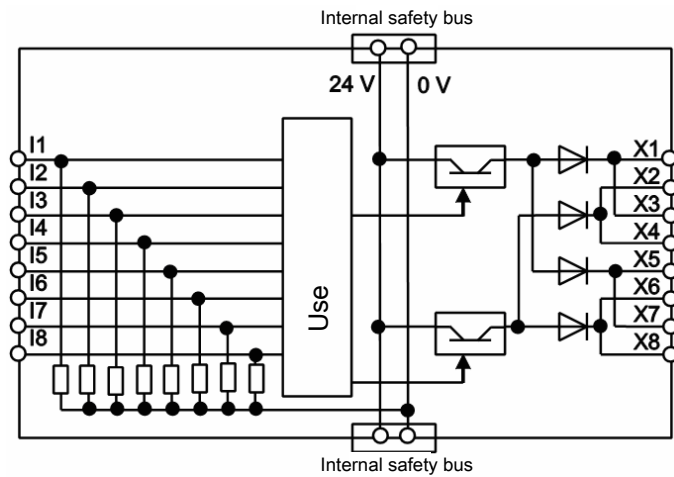 Internal safety bus
24 V 0 V
I1
I2
I3
I4
I5
I6
I7
I8
Use
X1
X2
X3
X4
X5
X6
X7
X8
Internal safety bus